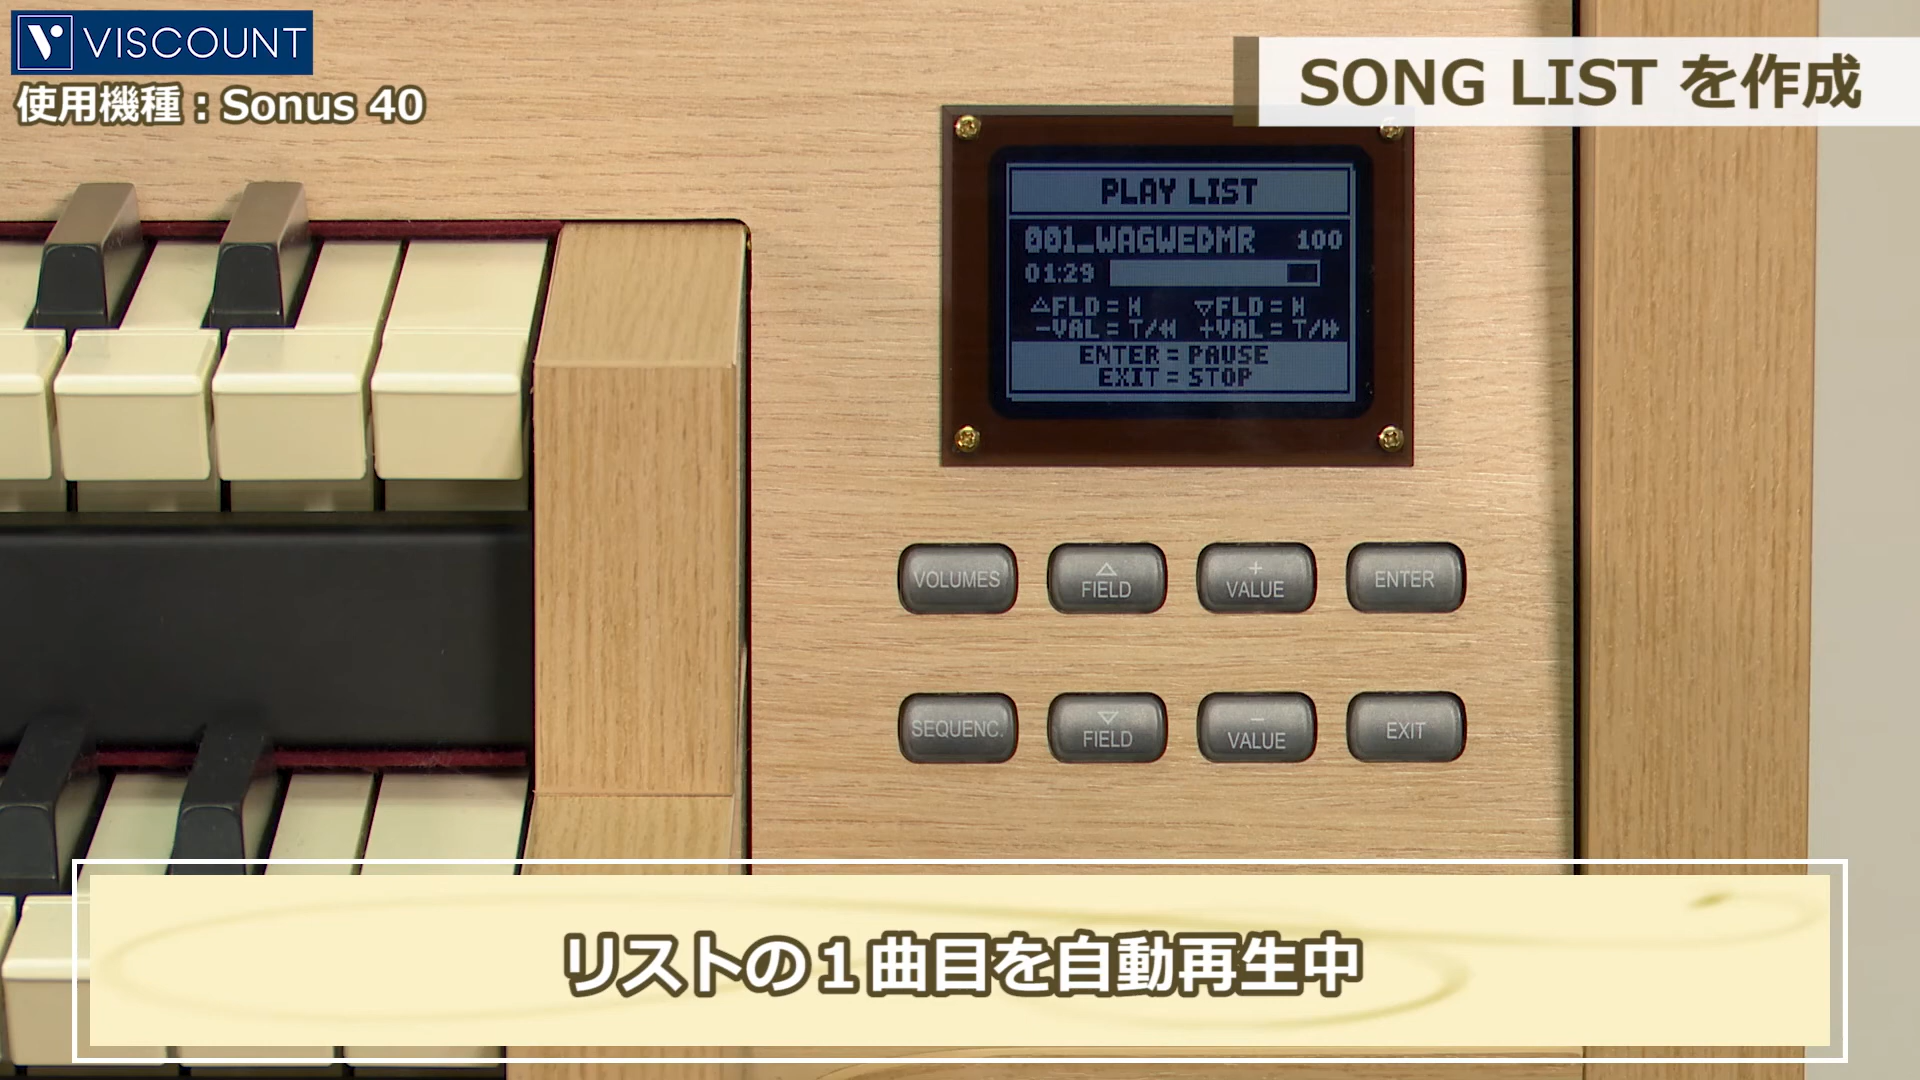 VISCOUNT
使用機種：Sonus 40
SONG LIST を作成
PLAY LIST
001_WAGWEDMR 100
01:29
△FLD = ⏮ ▽FLD = ⏭
-VAL = T/⏪ +VAL = T/⏩
ENTER = PAUSE
EXIT = STOP
VOLUMES △ FIELD + VALUE ENTER
SEQUENC. ▽ FIELD − VALUE EXIT
リストの１曲目を自動再生中